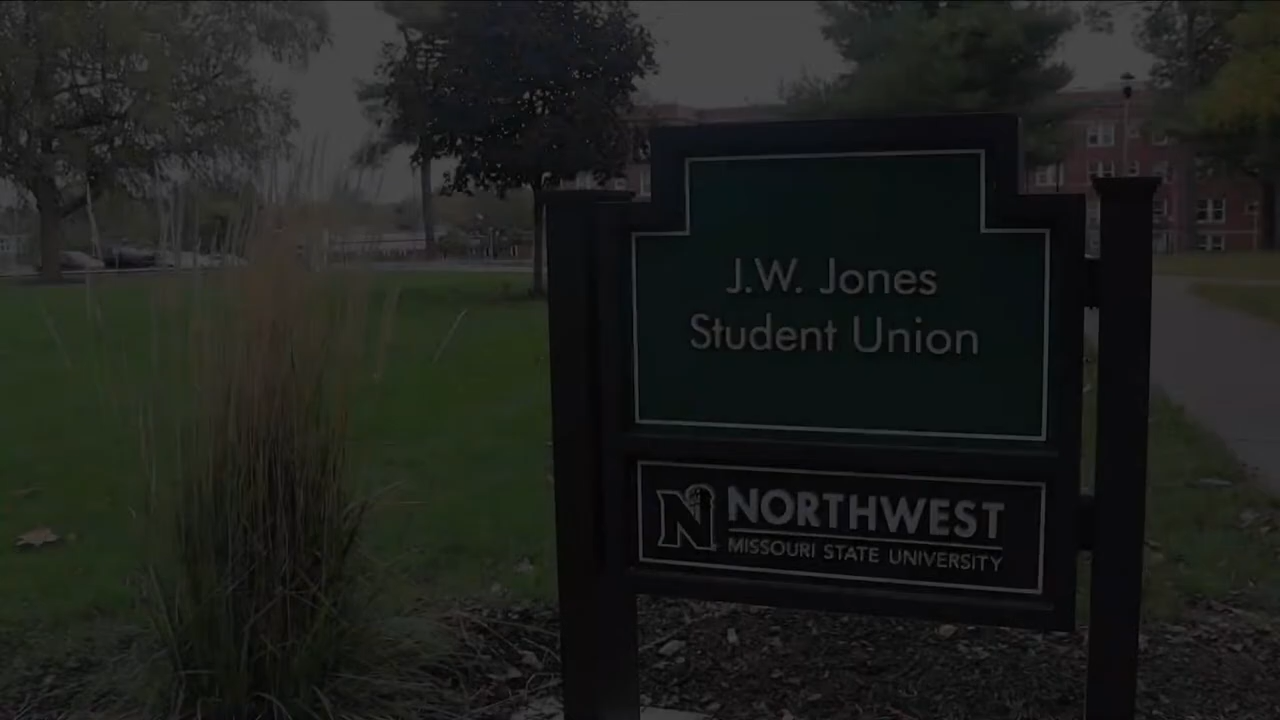 J.W. Jones
Student Union
N NORTHWEST
MISSOURI STATE UNIVERSITY